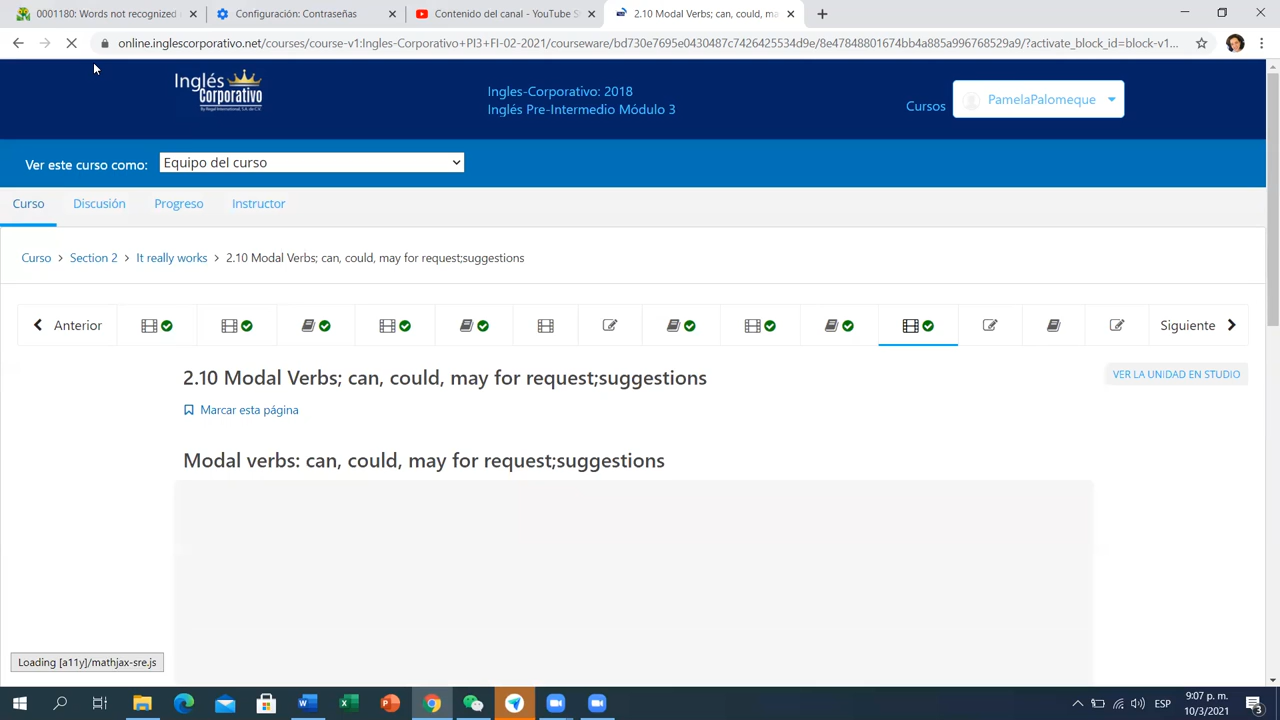 0001180: Words not recognized
Configuración: Contraseñas
Contenido del canal - YouTube S
2.10 Modal Verbs; can, could, ma
online.inglescorporativo.net/courses/course-v1:Ingles-Corporativo+PI3+FI-02-2021/courseware/bd730e7695e0430487c7426425534d9e/8e47848801674bb4a885a996768529a9/?activate_block_id=block-v1...
Inglés
Corporativo
Ingles-Corporativo: 2018
Inglés Pre-Intermedio Módulo 3
Cursos
PamelaPalomeque
Ver este curso como:
Equipo del curso
Curso
Discusión
Progreso
Instructor
Curso > Section 2 > It really works > 2.10 Modal Verbs; can, could, may for request;suggestions
Anterior
Siguiente
2.10 Modal Verbs; can, could, may for request;suggestions
VER LA UNIDAD EN STUDIO
Marcar esta página
Modal verbs: can, could, may for request;suggestions
Loading [a11y]/mathjax-sre.js
ESP
9:07 p. m.
10/3/2021
3